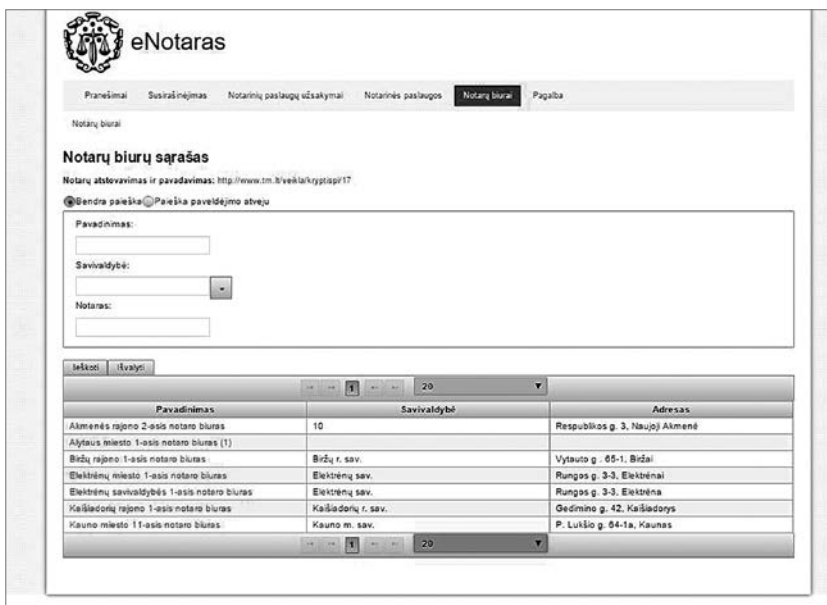 eNotaras
Pranešimai Susirašinėjimas Notarinių paslaugų užsakymai Notarinės paslaugos Notarų biurai Pagalba
Notarų biurai
Notarų biurų sąrašas
Notarų atstovavimas ir pavadavimas: http://www.tm.lt/veikla/kryptispl/17
Bendra paieška Paieška paveldėjimo atveju
Pavadinimas:
Savivaldybė:
Notaras:
Ieškoti Išvalyti
1 20
Pavadinimas Savivaldybė Adresas
Akmenės rajono 2-asis notaro biuras 10 Respublikos g. 3, Naujoji Akmenė
Alytaus miesto 1-asis notaro biuras (1)
Biržų rajono 1-asis notaro biuras Biržų r. sav. Vytauto g . 65-1, Biržai
Elektrėnų miesto 1-asis notaro biuras Elektrėnų sav. Rungos g. 3-3, Elektrėnai
Elektrėnų savivaldybės 1-asis notaro biuras Elektrėnų sav. Rungos g. 3-3, Elektrėna
Kaišiadorių rajono 1-asis notaro biuras Kaišiadorių r. sav. Gedimino g. 42, Kaišiadorys
Kauno miesto 11-asis notaro biuras Kauno m. sav. P. Lukšio g. 64-1a, Kaunas
1 20